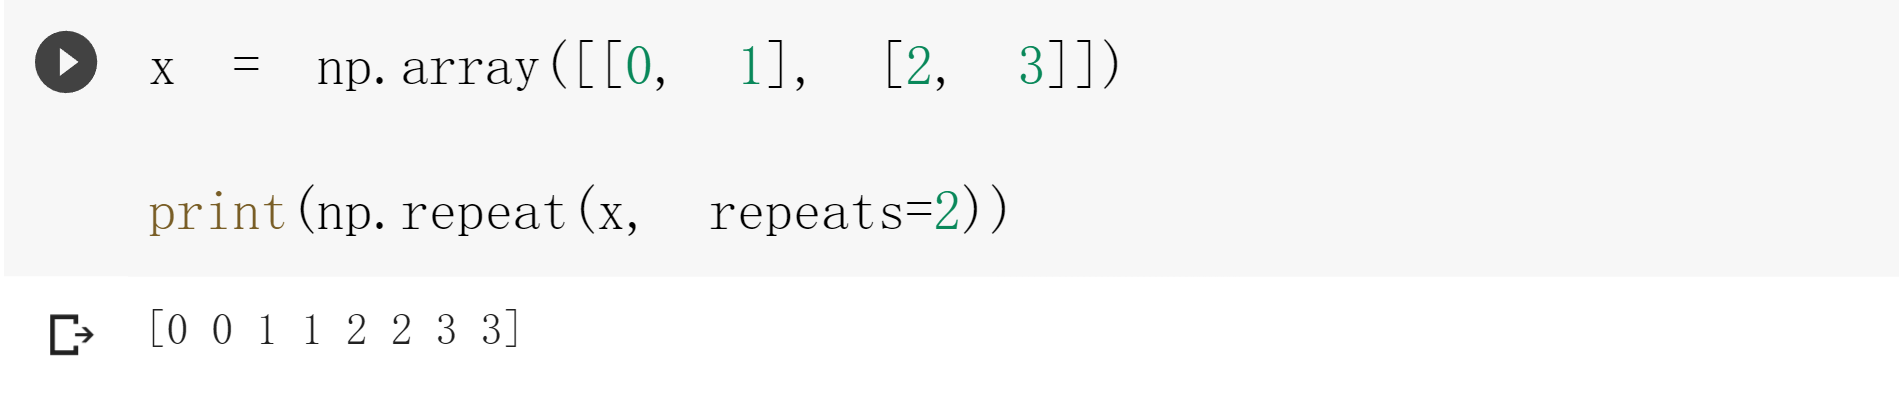 x = np.array([[0, 1], [2, 3]])
print(np.repeat(x, repeats=2))
[0 0 1 1 2 2 3 3]